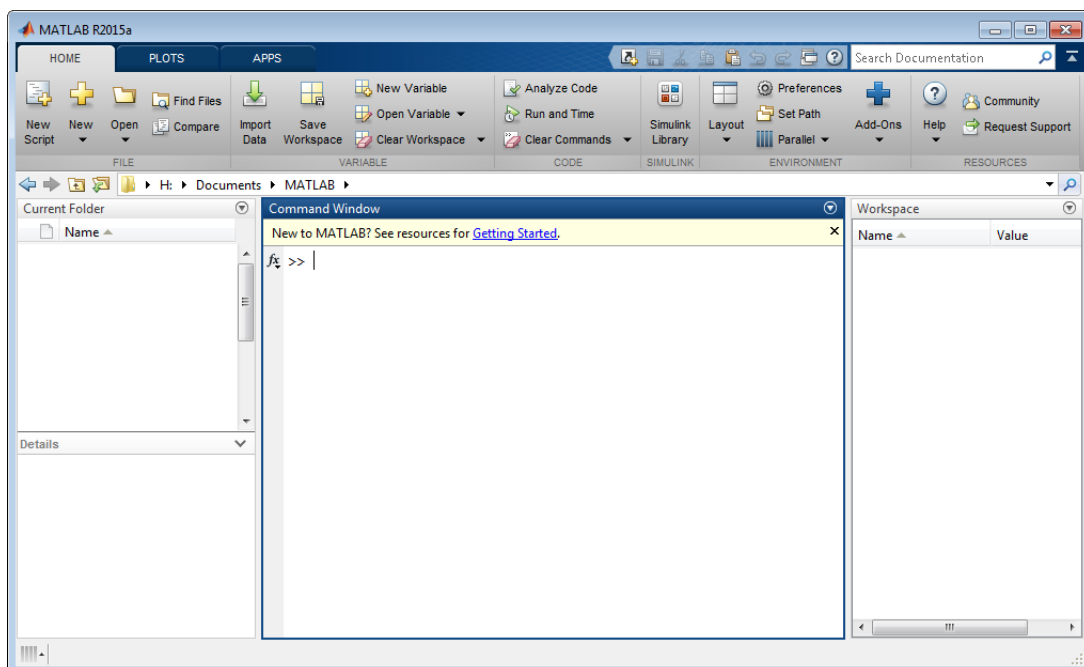 MATLAB R2015a
HOME PLOTS APPS Search Documentation
New Script
New
Open
Find Files
Compare
FILE
Import Data
Save Workspace
New Variable
Open Variable
Clear Workspace
VARIABLE
Analyze Code
Run and Time
Clear Commands
CODE
Simulink Library
SIMULINK
Layout
Preferences
Set Path
Parallel
ENVIRONMENT
Add-Ons
Help
Community
Request Support
RESOURCES
H: Documents MATLAB
Current Folder
Name
Details
Command Window
New to MATLAB? See resources for Getting Started.
fx >>
Workspace
Name Value